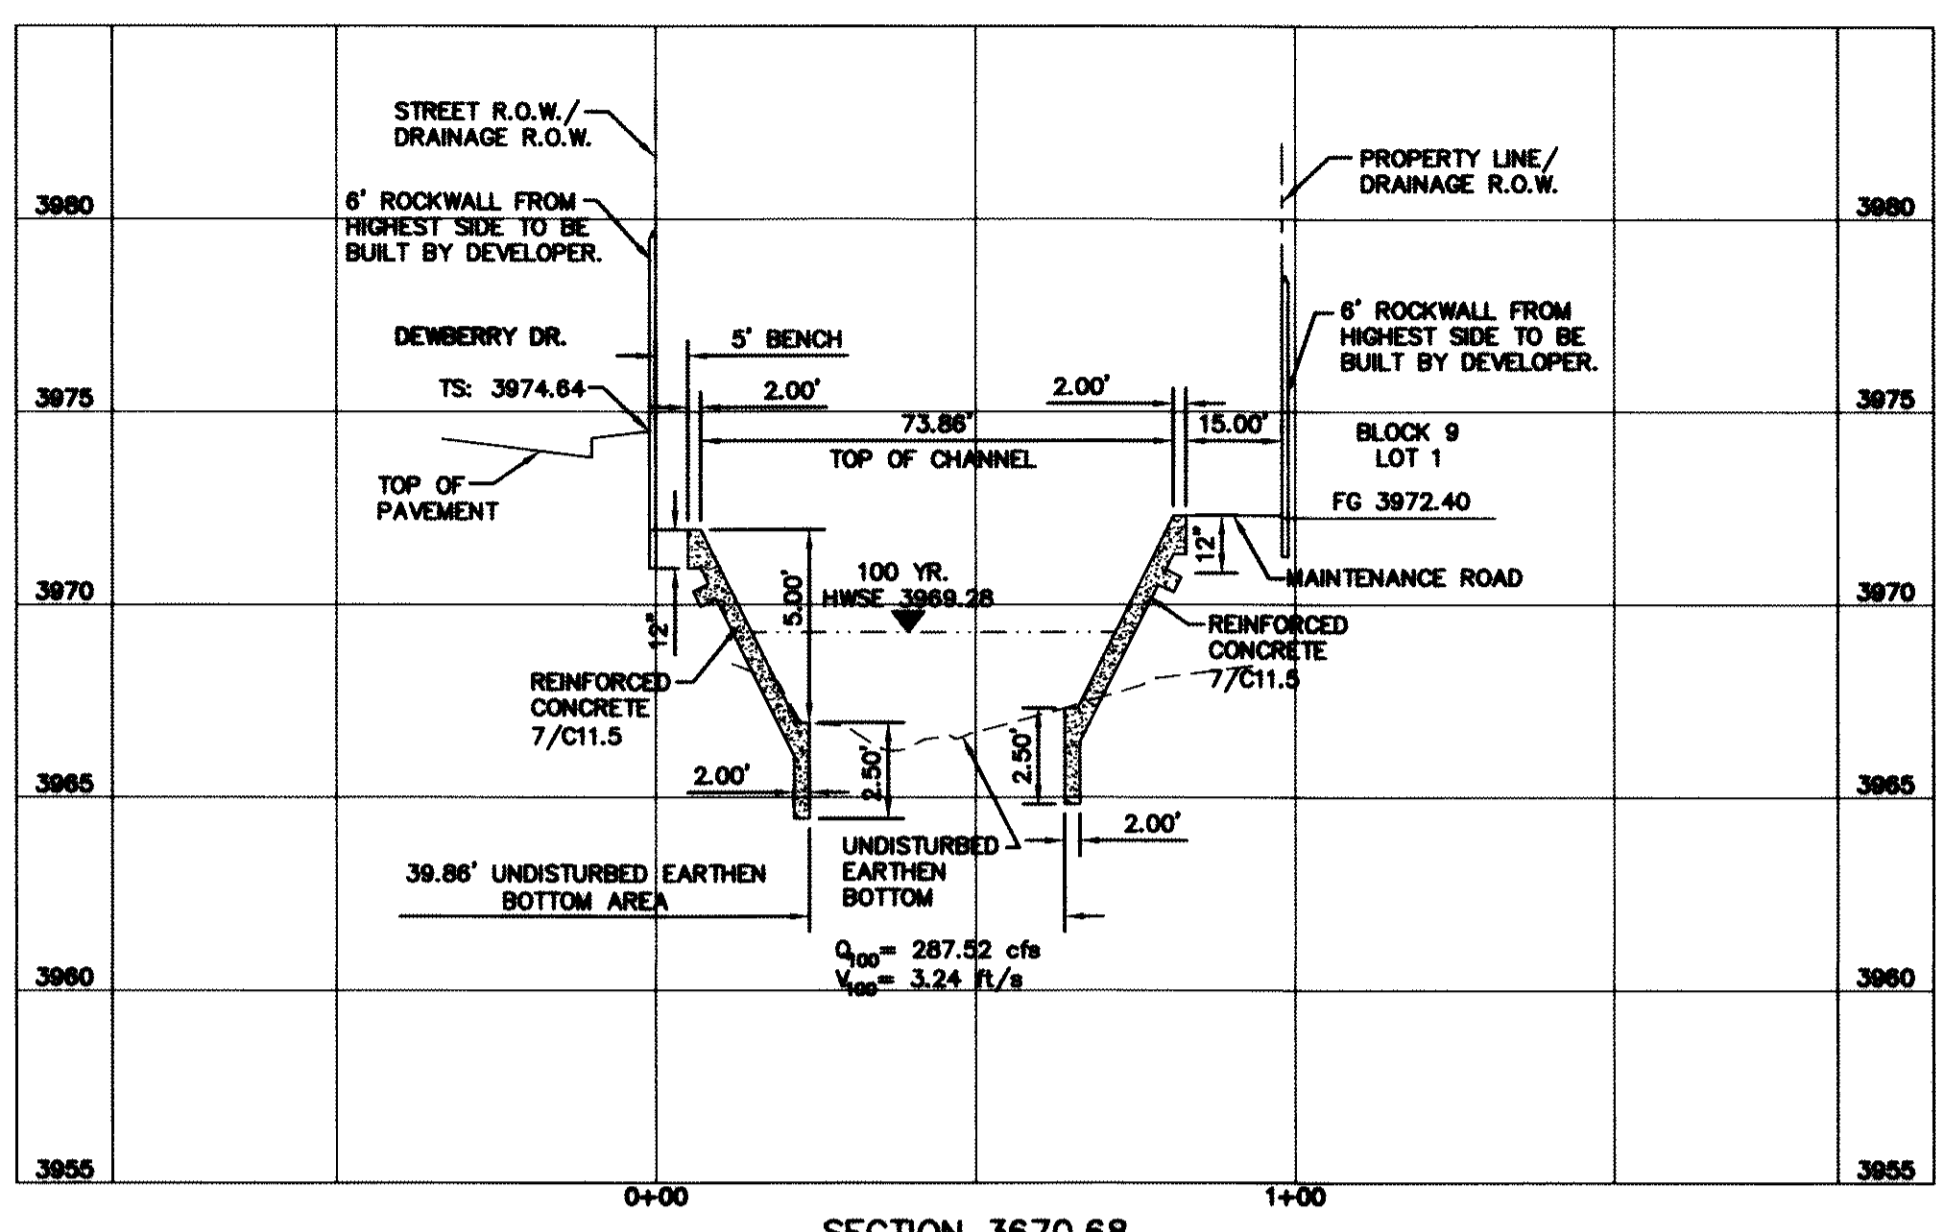 STREET R.O.W./
DRAINAGE R.O.W.
PROPERTY LINE/
DRAINAGE R.O.W.
3980
6' ROCKWALL FROM
HIGHEST SIDE TO BE
BUILT BY DEVELOPER.
3980
6' ROCKWALL FROM
HIGHEST SIDE TO BE
BUILT BY DEVELOPER.
DEWBERRY DR.
5' BENCH
TS: 3974.64
2.00'
2.00'
3975
3975
73.86'
TOP OF CHANNEL
15.00'
BLOCK 9
LOT 1
TOP OF
PAVEMENT
FG 3972.40
12"
100 YR.
HWSE 3969.28
5.00'
MAINTENANCE ROAD
3970
3970
12"
REINFORCED
CONCRETE
7/C11.5
REINFORCED
CONCRETE
7/C11.5
2.50'
2.50'
2.00'
3965
3965
2.00'
UNDISTURBED
EARTHEN
BOTTOM
39.86' UNDISTURBED EARTHEN
BOTTOM AREA
Q100= 287.52 cfs
V100= 3.24 ft/s
3960
3960
3955
3955
0+00
1+00
SECTION 3670.68